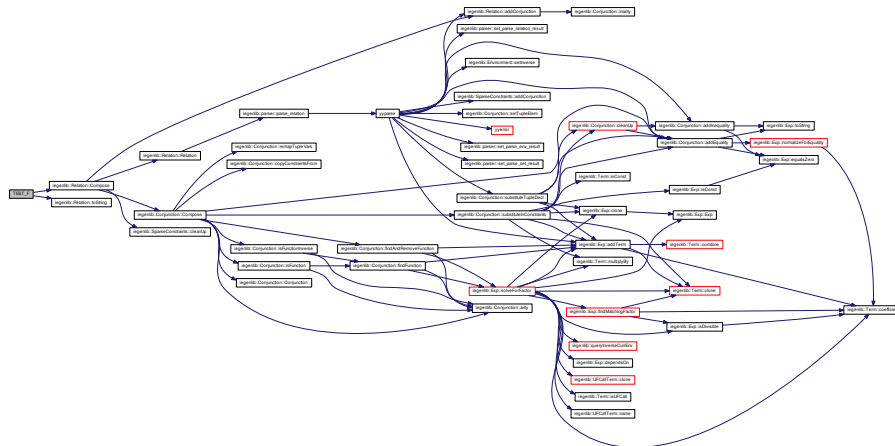 TEST_F
iegenlib::Relation::Compose
iegenlib::Relation::toString
iegenlib::Relation::Relation
iegenlib::Conjunction::Compose
iegenlib::SparseConstraints::cleanUp
iegenlib::parser::parse_relation
iegenlib::Conjunction::remapTupleVars
iegenlib::Conjunction::copyConstraintsFrom
iegenlib::Conjunction::isFunctionInverse
iegenlib::Conjunction::isFunction
iegenlib::Conjunction::Conjunction
iegenlib::Conjunction::findAndRemoveFunction
iegenlib::Conjunction::findFunction
yyparse
iegenlib::Relation::addConjunction
iegenlib::Conjunction::inarity
iegenlib::parser::set_parse_relation_result
iegenlib::Environment::setInverse
iegenlib::SparseConstraints::addConjunction
iegenlib::Conjunction::setTupleElem
yyerror
iegenlib::parser::set_parse_env_result
iegenlib::parser::set_parse_set_result
iegenlib::Conjunction::substituteTupleDecl
iegenlib::Conjunction::substituteInConstraints
iegenlib::Exp::solveForFactor
iegenlib::Conjunction::arity
iegenlib::Conjunction::cleanUp
iegenlib::Term::isConst
iegenlib::Exp::clone
iegenlib::Exp::addTerm
iegenlib::Term::multiplyBy
iegenlib::Exp::findMatchingFactor
iegenlib::queryInverseCurrEnv
iegenlib::Exp::dependsOn
iegenlib::UFCallTerm::clone
iegenlib::Term::isUFCall
iegenlib::UFCallTerm::name
iegenlib::Conjunction::addInequality
iegenlib::Conjunction::addEquality
iegenlib::Exp::isConst
iegenlib::Exp::Exp
iegenlib::Term::combine
iegenlib::Term::clone
iegenlib::Exp::isDivisible
iegenlib::Exp::toString
iegenlib::Exp::normalizeForEquality
iegenlib::Exp::equalsZero
iegenlib::Term::coefficient